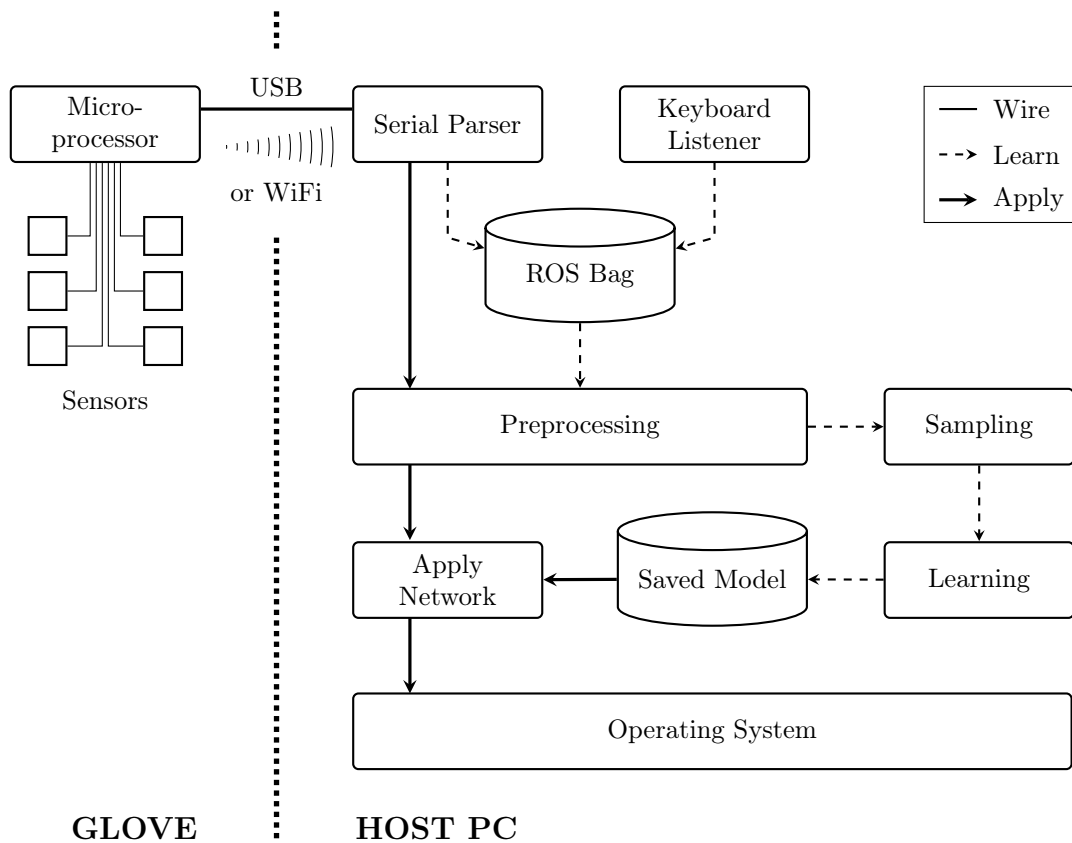 USB
Micro-
processor
Serial Parser
Keyboard
Listener
Wire
Learn
Apply
or WiFi
ROS Bag
Sensors
Preprocessing
Sampling
Apply
Network
Saved Model
Learning
Operating System
GLOVE
HOST PC